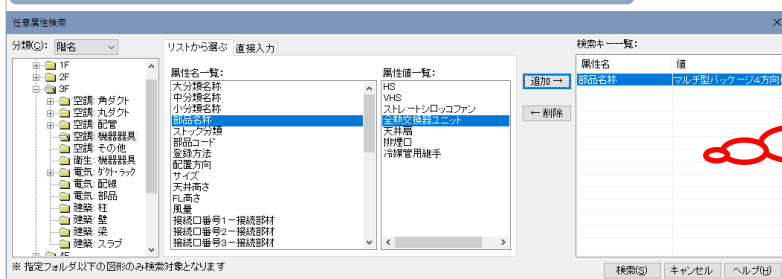 任意属性検索
分類(C): 階名
1F
2F
3F
空調: 角ダクト
空調: 丸ダクト
空調: 配管
空調: 機器器具
空調: その他
衛生: 機器器具
電気: ダクト・ラック
電気: 配線
電気: 部品
建築: 柱
建築: 壁
建築: 梁
建築: スラブ
4F
リストから選ぶ 直接入力
属性名一覧:
大分類名称
中分類名称
小分類名称
部品名称
ストック分類
部品コード
登録方法
配置方向
サイズ
天井高さ
FL高さ
風量
接続口番号1-接続部材
接続口番号2-接続部材
接続口番号3-接続部材
属性値一覧:
HS
VHS
ストレートシロッコファン
全熱交換器ユニット
天井扇
排煙口
冷媒管用継手
追加→
←削除
検索キー一覧:
属性名 値
部品名称 マルチ型パッケージ4方向
※ 指定フォルダ以下の図形のみ検索対象となります
検索(S) キャンセル ヘルプ(H)